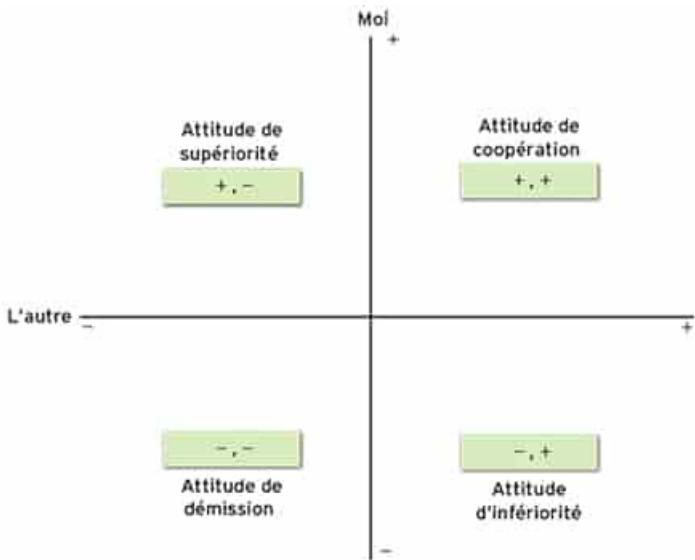 Moi
+
Attitude de
supériorité
+ , -
Attitude de
coopération
+ , +
L'autre
-
+
- , -
Attitude de
démission
- , +
Attitude
d'infériorité
-